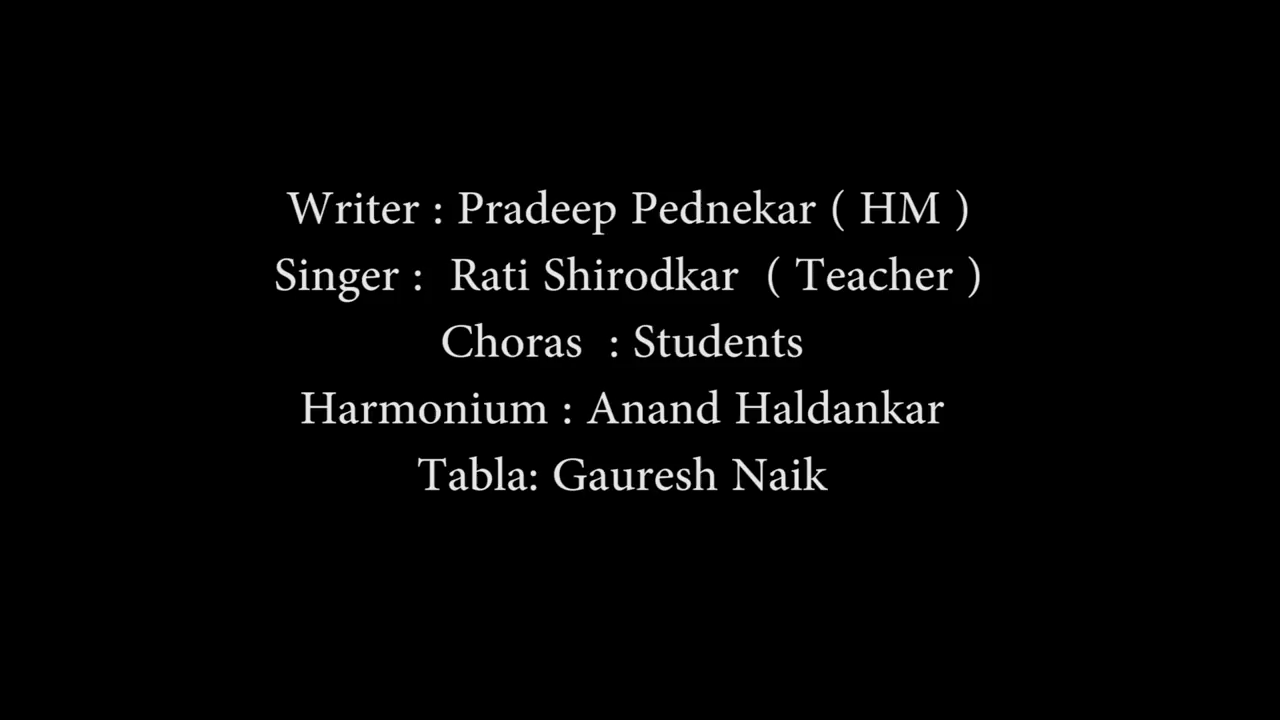 Writer : Pradeep Pednekar ( HM )
Singer :  Rati Shirodkar  ( Teacher )
Choras  : Students
Harmonium : Anand Haldankar
Tabla: Gauresh Naik